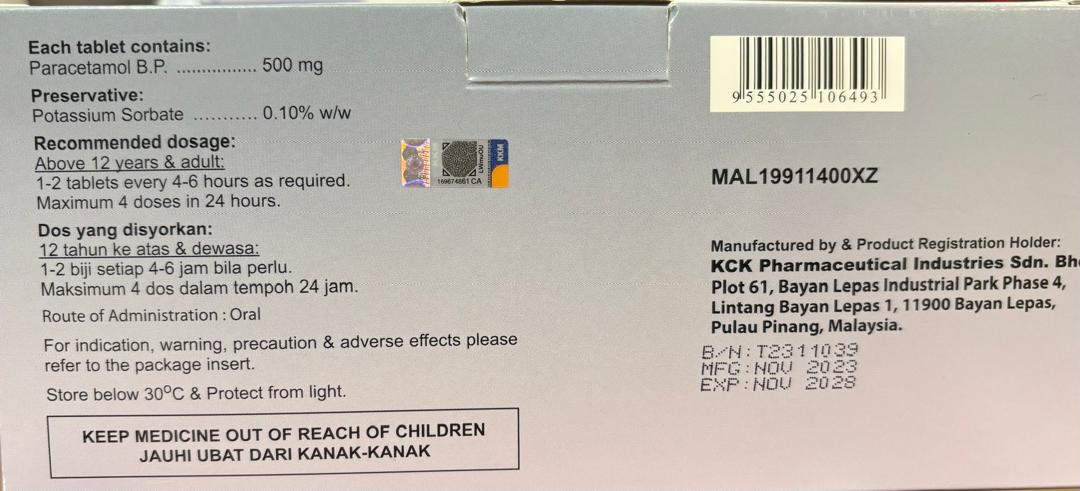 Each tablet contains:
Paracetamol B.P. ................ 500 mg
Preservative:
Potassium Sorbate ........... 0.10% w/w
Recommended dosage:
Above 12 years & adult:
1-2 tablets every 4-6 hours as required.
Maximum 4 doses in 24 hours.
Dos yang disyorkan:
12 tahun ke atas & dewasa:
1-2 biji setiap 4-6 jam bila perlu.
Maksimum 4 dos dalam tempoh 24 jam.
Route of Administration : Oral
For indication, warning, precaution & adverse effects please
refer to the package insert.
Store below 30°C & Protect from light.
KEEP MEDICINE OUT OF REACH OF CHILDREN
JAUHI UBAT DARI KANAK-KANAK
KKM
169674861 CA
9 555025 106493
MAL19911400XZ
Manufactured by & Product Registration Holder:
KCK Pharmaceutical Industries Sdn. Bh
Plot 61, Bayan Lepas Industrial Park Phase 4,
Lintang Bayan Lepas 1, 11900 Bayan Lepas,
Pulau Pinang, Malaysia.
B/N : T2311039
MFG : NOV 2023
EXP : NOV 2028